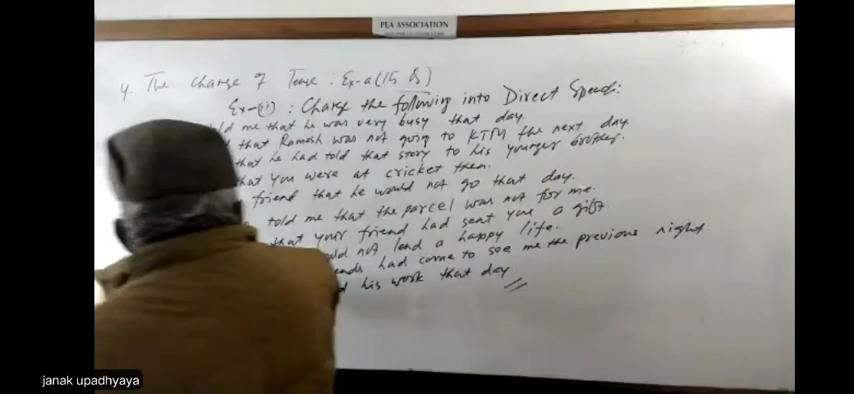 PEA ASSOCIATION
4. The Change of Tense : Ex-a (15 Qs)
Ex-(i) : Change the following into Direct Speech:
told me that he was very busy that day.
that Ramesh was not going to KTM the next day.
that he had told that story to his younger brother.
that you were at cricket then.
friend that he would not go that day.
told me that the parcel was not for me.
that your friend had sent you a gift.
not lead a happy life.
had come to see me the previous night.
his work that day
janak upadhyaya